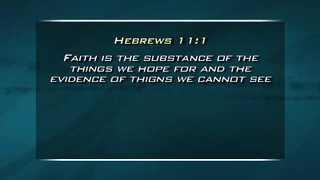 Hebrews 11:1
Faith is the substance of the
things we hope for and the
evidence of thigns we cannot see